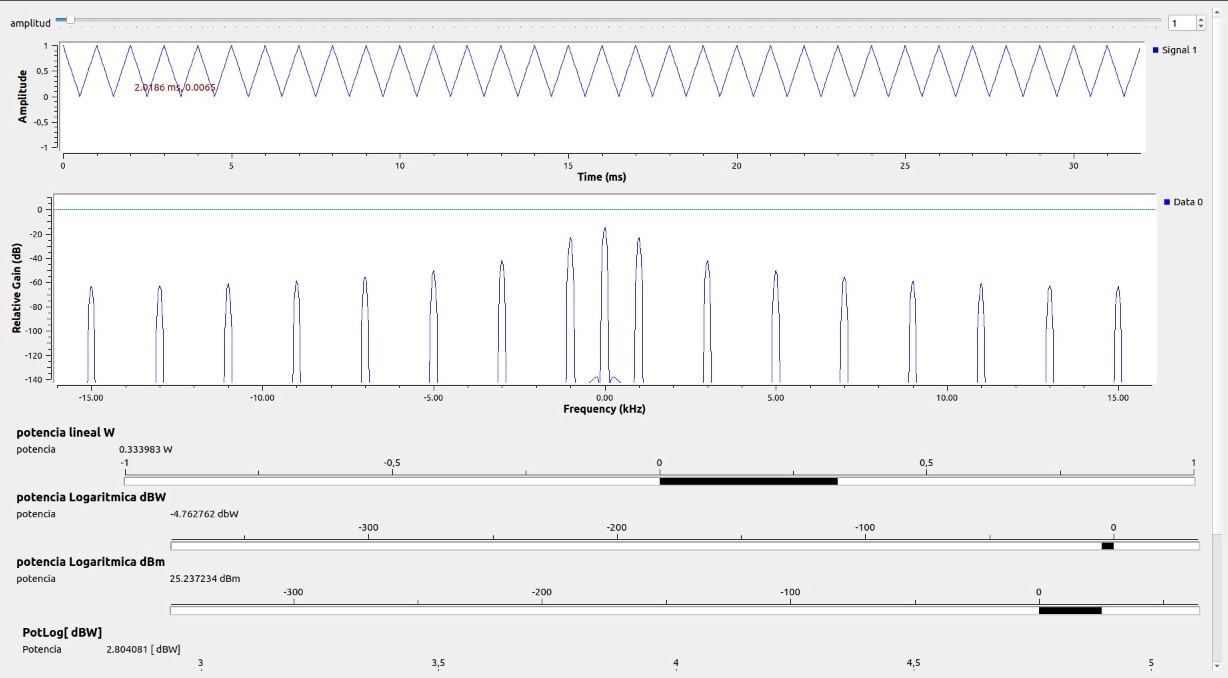 amplitud 1
1
0,5
0
-0,5
-1
Amplitude
2.0186 ms, 0.0065
Signal 1
0 5 10 15 20 25 30
Time (ms)
0
-20
-40
-60
-80
-100
-120
-140
Relative Gain (dB)
Data 0
-15.00 -10.00 -5.00 0.00 5.00 10.00 15.00
Frequency (kHz)
potencia lineal W
potencia 0.333983 W
-1 -0,5 0 0,5 1
potencia Logaritmica dBW
potencia -4.762762 dbW
-300 -200 -100 0
potencia Logaritmica dBm
potencia 25.237234 dBm
-300 -200 -100 0
PotLog[ dBW]
Potencia 2.804081 [ dBW]
3 3,5 4 4,5 5